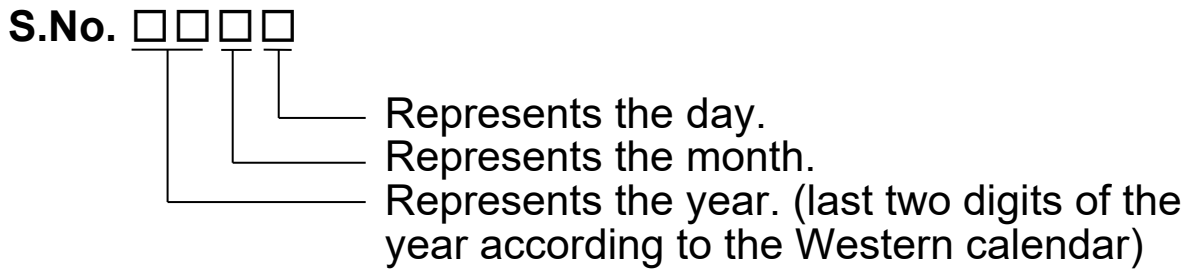 S.No. □□□□
Represents the day.
Represents the month.
Represents the year. (last two digits of the
year according to the Western calendar)